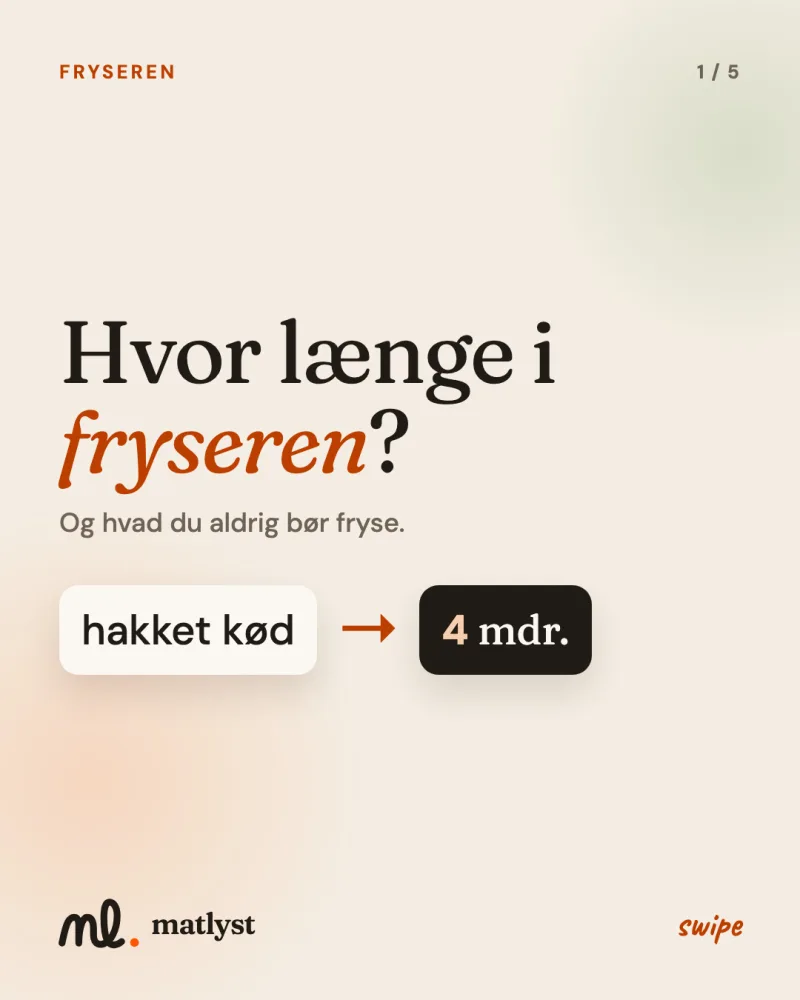 FRYSEREN
1 / 5
Hvor længe i
fryseren?
Og hvad du aldrig bør fryse.
hakket kød → 4 mdr.
ml. matlyst
swipe